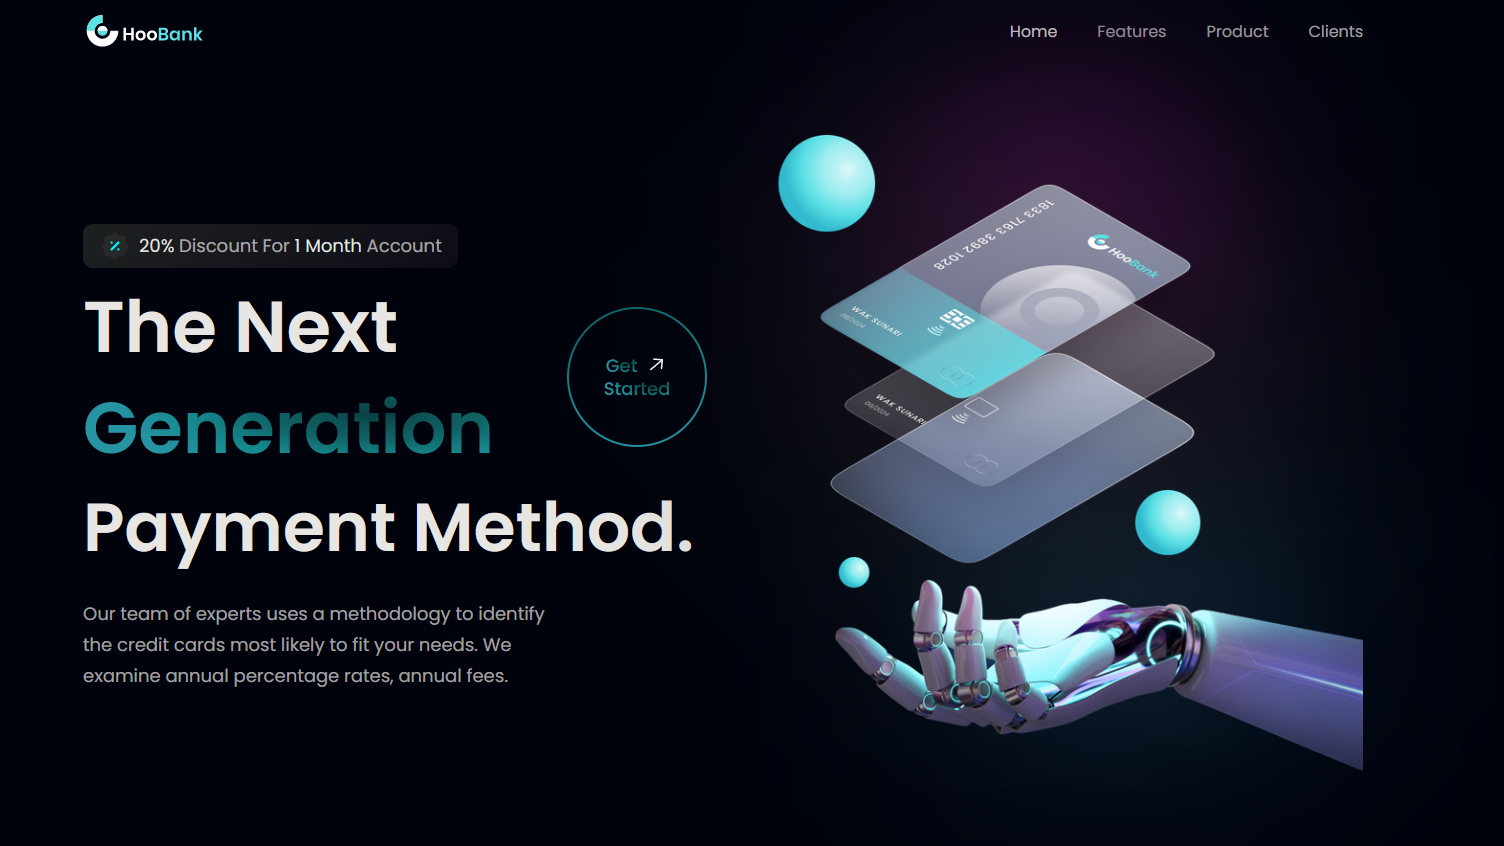 HooBank
Home
Features
Product
Clients
20% Discount For 1 Month Account
The Next
Generation
Payment Method.
Get
Started
Our team of experts uses a methodology to identify
the credit cards most likely to fit your needs. We
examine annual percentage rates, annual fees.
1833 7163 3892 1028
HooBank
WAK SUNARI
08/2024
WAK SUNARI
08/2024